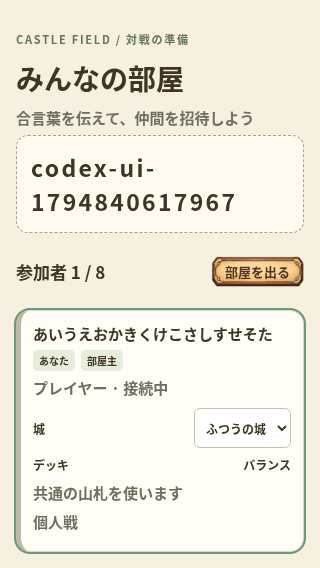 CASTLE FIELD / 対戦の準備
みんなの部屋
合言葉を伝えて、仲間を招待しよう
codex-ui-
1794840617967
参加者 1 / 8
部屋を出る
あいうえおかきくけこさしすせそた
あなた 部屋主
プレイヤー・接続中
城 ふつうの城
デッキ バランス
共通の山札を使います
個人戦